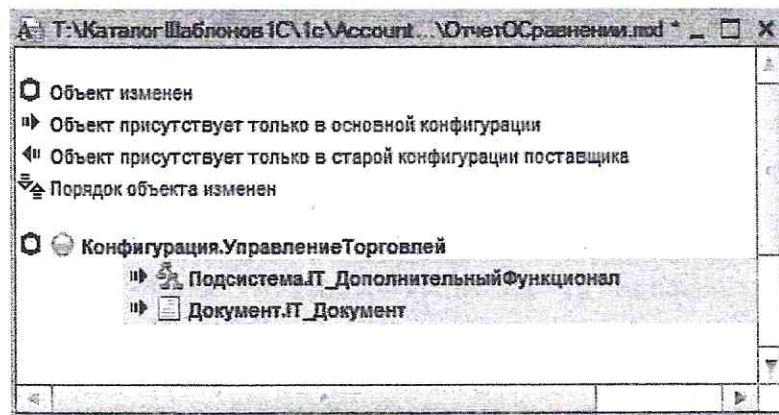 T:\КаталогШаблонов1С\1c\Account...\ОтчетОСравнении.mxl *
Объект изменен
Объект присутствует только в основной конфигурации
Объект присутствует только в старой конфигурации поставщика
Порядок объекта изменен
Конфигурация.УправлениеТорговлей
Подсистема.IT_ДополнительныйФункционал
Документ.IT_Документ